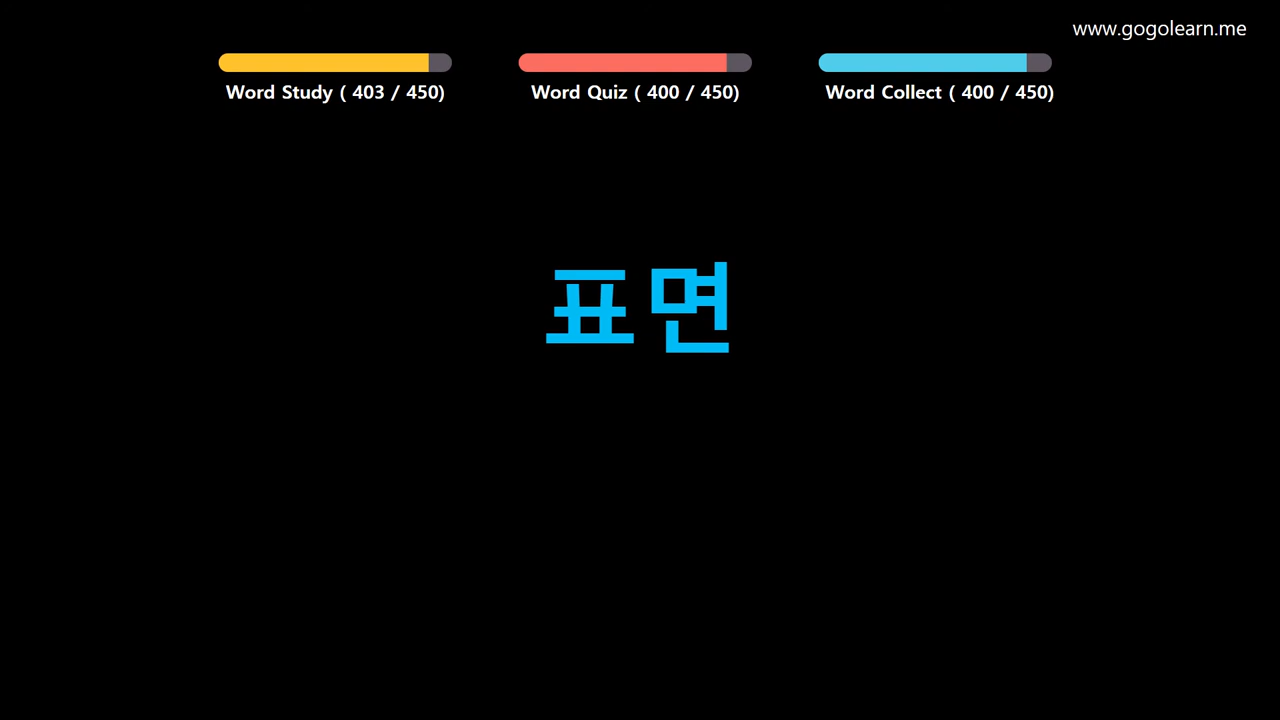 www.gogolearn.me
Word Study ( 403 / 450)
Word Quiz ( 400 / 450)
Word Collect ( 400 / 450)
표면